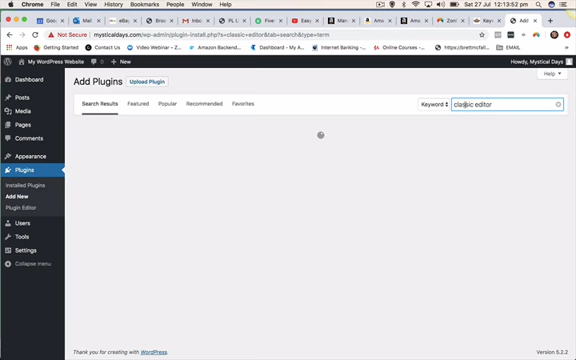 Chrome File Edit View History Bookmarks People Window Help
Sat 27 Jul 12:13:52 pm
Not Secure | mysticaldays.com/wp-admin/plugin-install.php?s=classic+editor&tab=search&type=term
Apps Getting Started Contact Us Video Webinar - Amazon Backend Distribution Internet Banking Online Courses EMAIL
My WordPress Website New Howdy, Mystical Days
Help
Dashboard
Add Plugins Upload Plugin
Posts
Media
Search Results Featured Popular Recommended Favorites Keyword classic editor
Pages
Comments
Appearance
Plugins
Installed Plugins
Add New
Plugin Editor
Users
Tools
Settings
Collapse menu
Thank you for creating with WordPress. Version 5.2.2